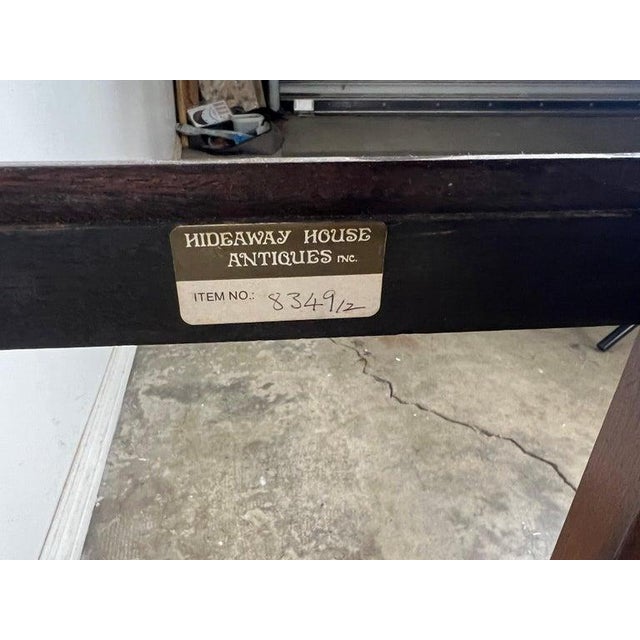 HIDEAWAY HOUSE
ANTIQUES INC.
ITEM NO.: 8349/2